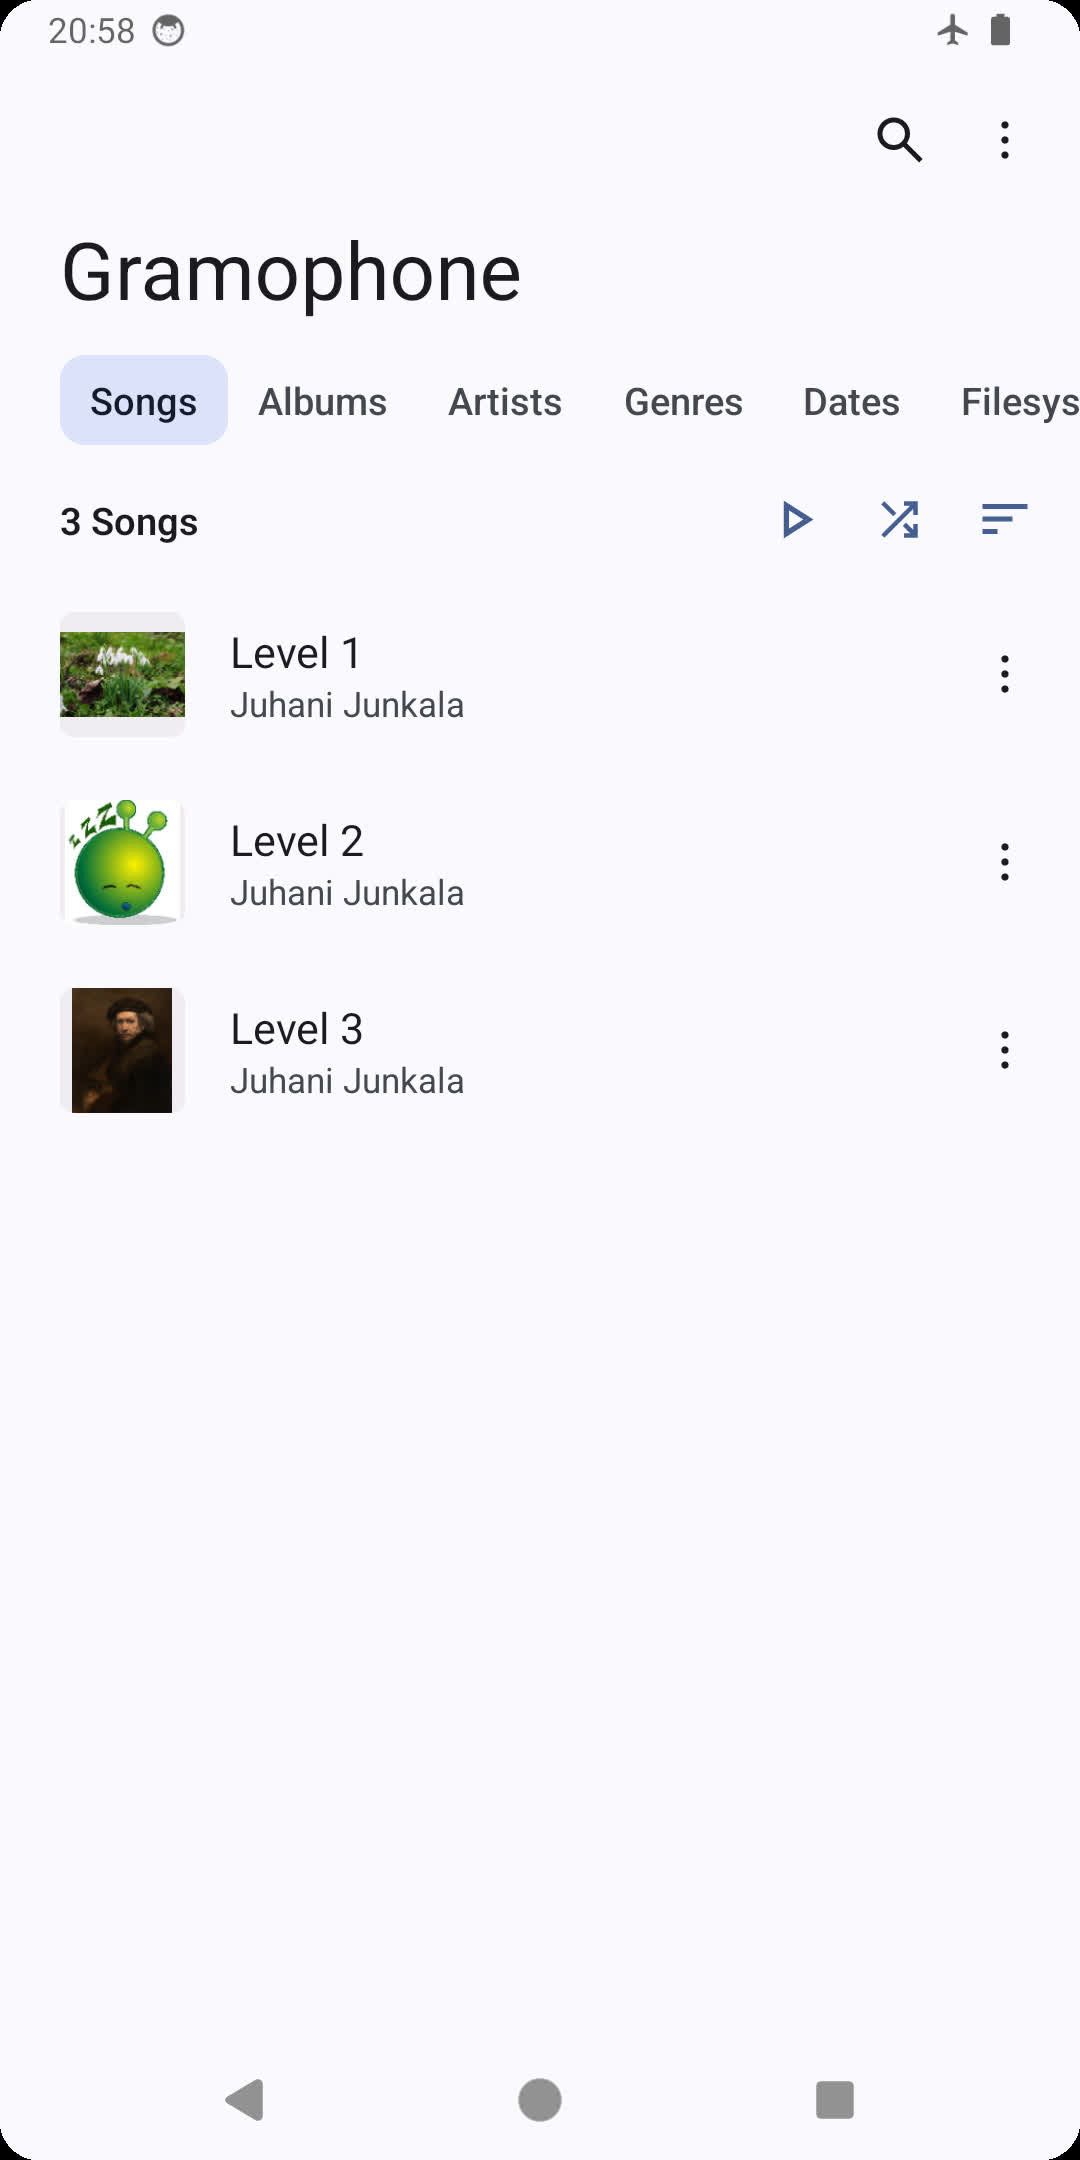 20:58
Gramophone
Songs Albums Artists Genres Dates Filesys
3 Songs
Level 1
Juhani Junkala
zzz
Level 2
Juhani Junkala
Level 3
Juhani Junkala